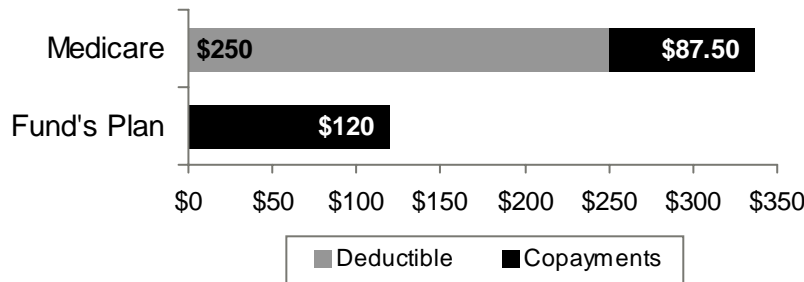 Medicare $250 $87.50
Fund's Plan $120
$0 $50 $100 $150 $200 $250 $300 $350
Deductible Copayments